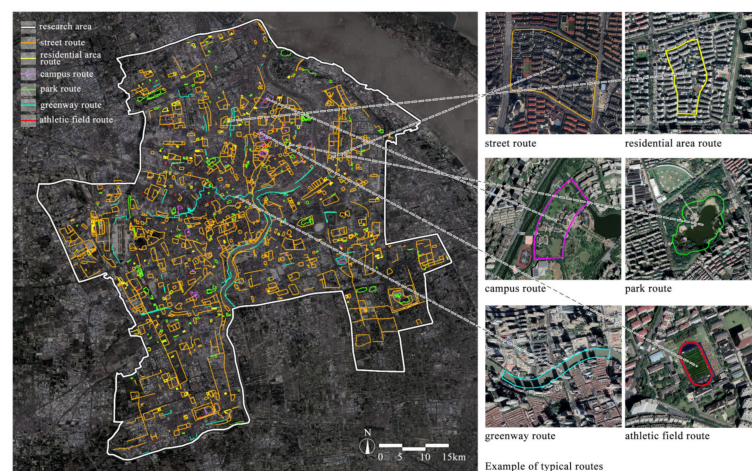 research area
street route
residential area
route
campus route
park route
greenway route
athletic field
route
N
0 5 10 15km
street route
residential area route
campus route
park route
greenway route
athletic field route
Example of typical routes